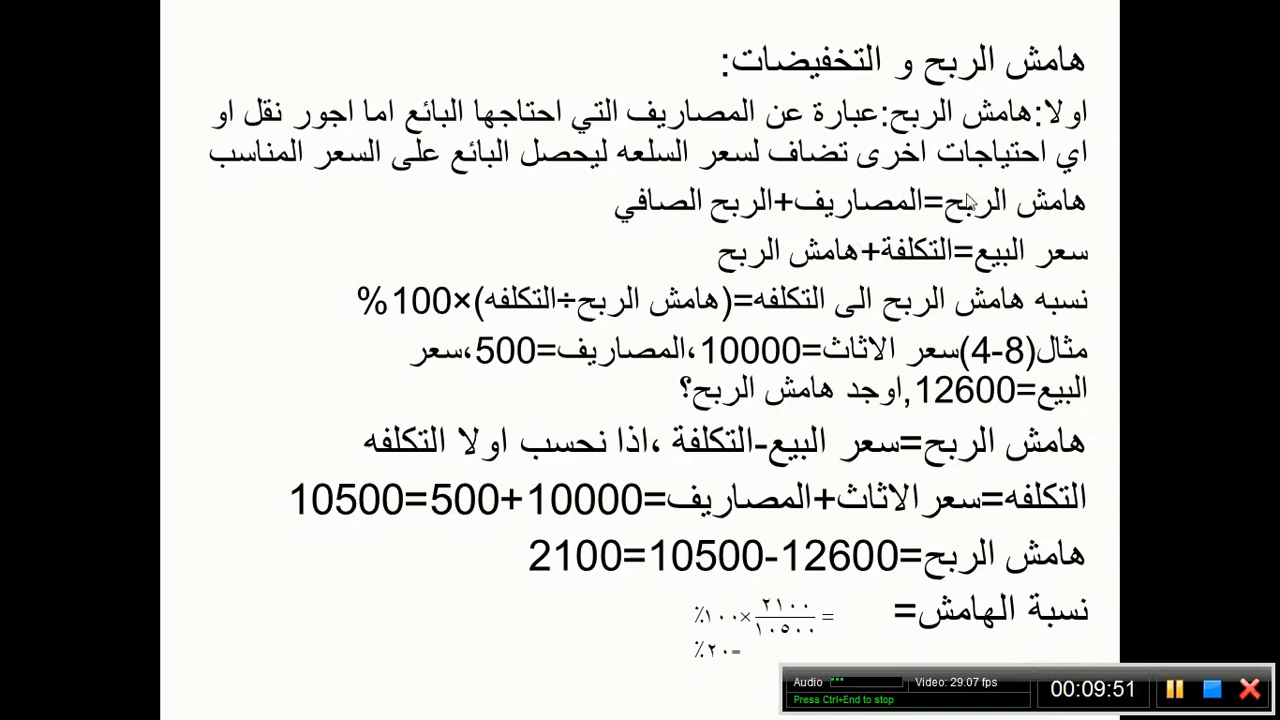 هامش الربح و التخفيضات:
اولا:هامش الربح:عبارة عن المصاريف التي احتاجها البائع اما اجور نقل او
اي احتياجات اخرى تضاف لسعر السلعه ليحصل البائع على السعر المناسب
هامش الربح=المصاريف+الربح الصافي
سعر البيع=التكلفة+هامش الربح
نسبه هامش الربح الى التكلفه=(هامش الربح÷التكلفه)×100%
مثال(8-4)سعر الاثاث=10000،المصاريف=500،سعر
البيع=12600,اوجد هامش الربح؟
هامش الربح=سعر البيع-التكلفة ،اذا نحسب اولا التكلفه
التكلفه=سعرالاثاث+المصاريف=10000+500=10500
هامش الربح=12600-10500=2100
نسبة الهامش= = ٢١٠٠/١٠٥٠٠ ×١٠٠٪
=٢٠٪
Audio Video: 29.07 fps 00:09:51
Press Ctrl+End to stop